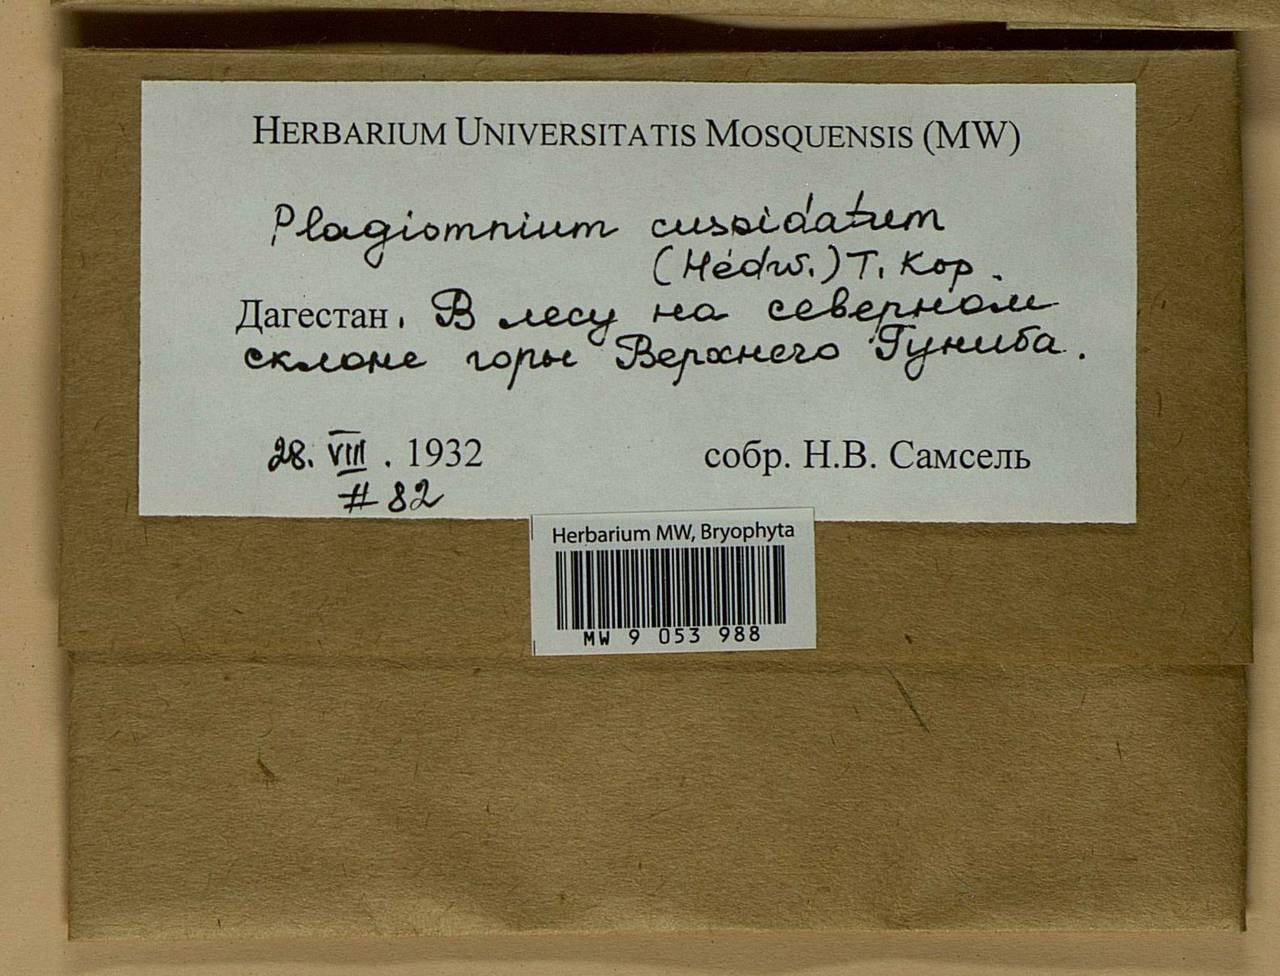 HERBARIUM UNIVERSITATIS MOSQUENSIS (MW)
Plagiomnium cuspidatum
(Hedw.) T. Kop.
Дагестан. В лесу на северном
склоне горы Верхнего Гуниба.
28. VIII . 1932 собр. Н.В. Самсель
# 82
Herbarium MW, Bryophyta
MW 9 053 988